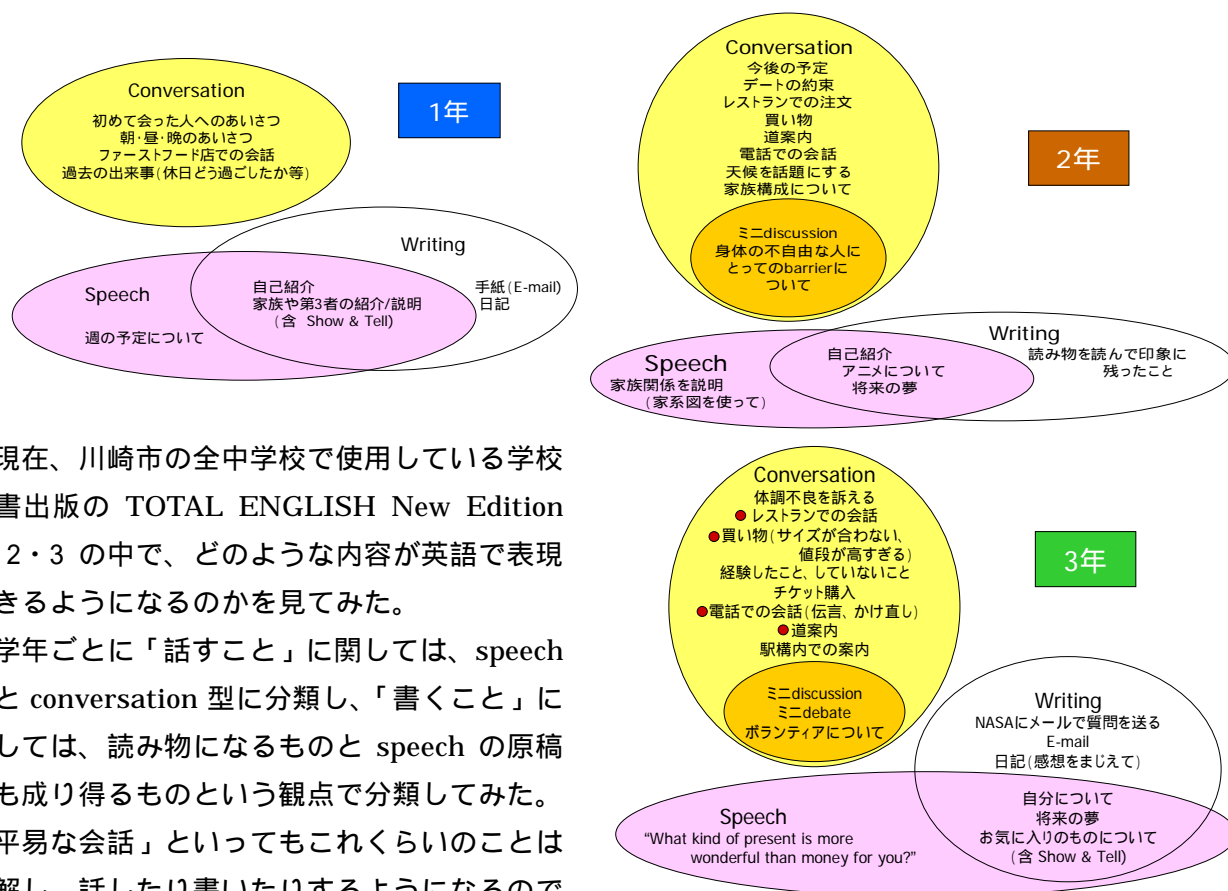 Conversation
初めて会った人へのあいさつ
朝・昼・晩のあいさつ
ファーストフード店での会話
過去の出来事(休日どう過ごしたか等)
1年
Writing
手紙(E-mail)
日記
Speech
週の予定について
自己紹介
家族や第3者の紹介/説明
(含 Show & Tell)
Conversation
今後の予定
デートの約束
レストランでの注文
買い物
道案内
電話での会話
天候を話題にする
家族構成について
ミニdiscussion
身体の不自由な人に
とってのbarrierに
ついて
2年
Writing
読み物を読んで印象に
残ったこと
Speech
家族関係を説明
(家系図を使って)
自己紹介
アニメについて
将来の夢
現在、川崎市の全中学校で使用している学校
書出版の TOTAL ENGLISH New Edition
2・3 の中で、どのような内容が英語で表現
きるようになるのかを見てみた。
学年ごとに「話すこと」に関しては、speech
と conversation 型に分類し、「書くこと」に
しては、読み物になるものと speech の原稿
も成り得るものという観点で分類してみた。
平易な会話」といってもこれくらいのことは
解し、話したり書いたりするようになるので
Conversation
体調不良を訴える
●レストランでの会話
●買い物(サイズが合わない、
値段が高すぎる)
経験したこと、していないこと
チケット購入
●電話での会話(伝言、かけ直し)
●道案内
駅構内での案内
ミニdiscussion
ミニdebate
ボランティアについて
3年
Writing
NASAにメールで質問を送る
E-mail
日記(感想をまじえて)
自分について
将来の夢
お気に入りのものについて
(含 Show & Tell)
Speech
“What kind of present is more
wonderful than money for you?”